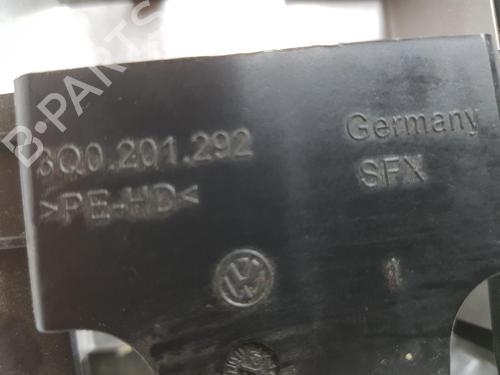 B-PARTS
3Q0.201.292
>PE-HD<
Germany
SFX
1